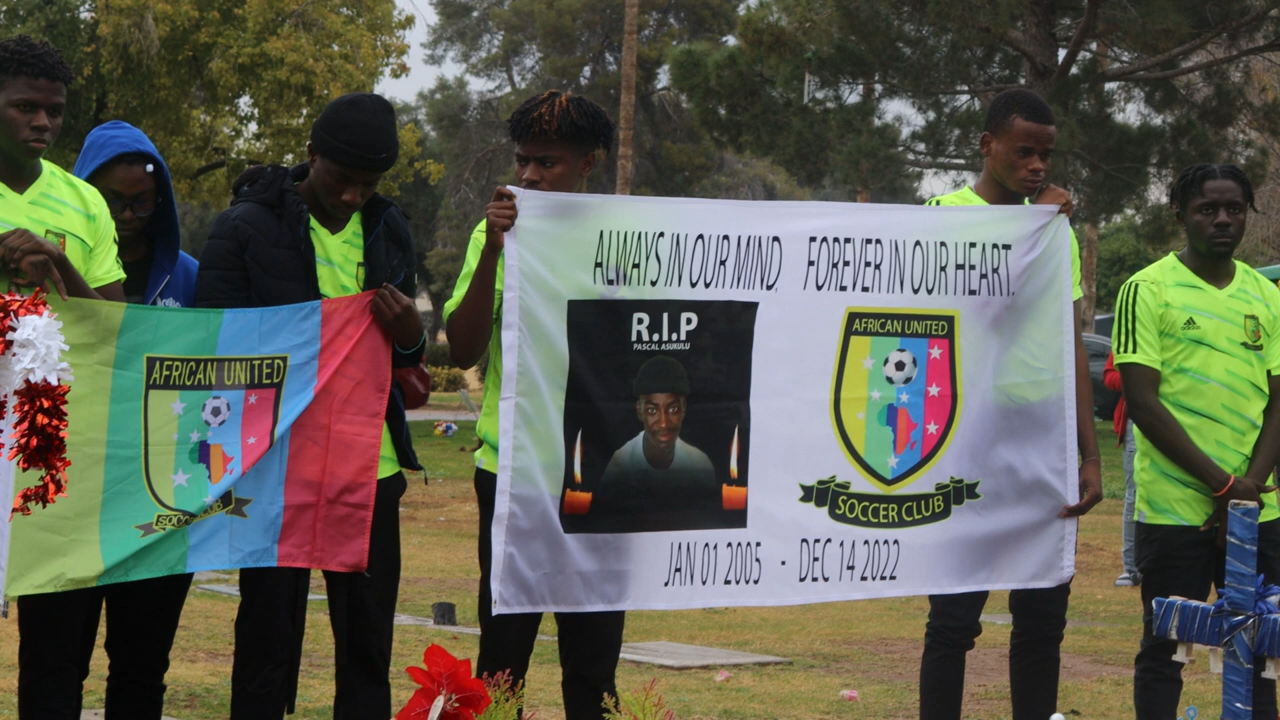 AFRICAN UNITED
SOCCER CLUB
ALWAYS IN OUR MIND, FOREVER IN OUR HEART.
R.I.P
PASCAL ASUKULU
AFRICAN UNITED
SOCCER CLUB
JAN 01 2005 - DEC 14 2022
adidas